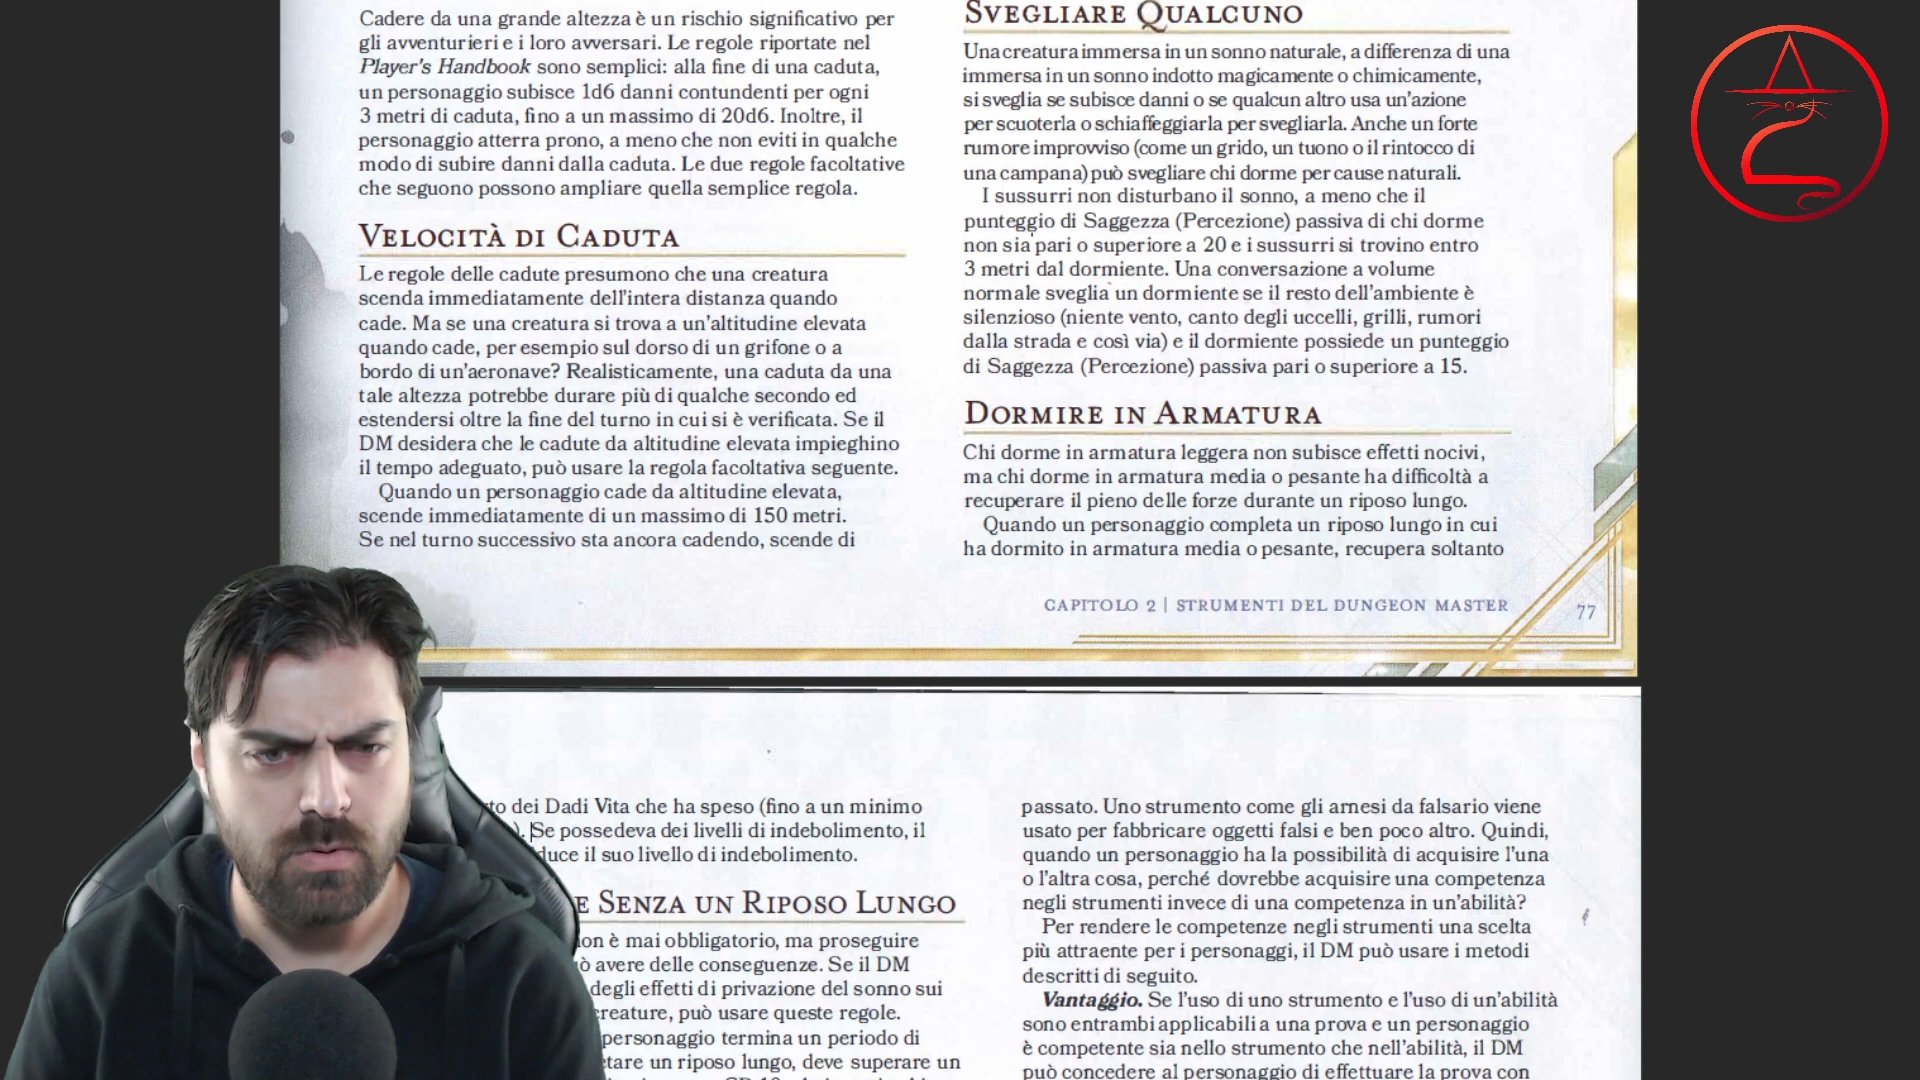 Cadere da una grande altezza è un rischio significativo per
gli avventurieri e i loro avversari. Le regole riportate nel
Player's Handbook sono semplici: alla fine di una caduta,
un personaggio subisce 1d6 danni contundenti per ogni
3 metri di caduta, fino a un massimo di 20d6. Inoltre, il
personaggio atterra prono, a meno che non eviti in qualche
modo di subire danni dalla caduta. Le due regole facoltative
che seguono possono ampliare quella semplice regola.
VELOCITÀ DI CADUTA
Le regole delle cadute presumono che una creatura
scenda immediatamente dell'intera distanza quando
cade. Ma se una creatura si trova a un'altitudine elevata
quando cade, per esempio sul dorso di un grifone o a
bordo di un'aeronave? Realisticamente, una caduta da una
tale altezza potrebbe durare più di qualche secondo ed
estendersi oltre la fine del turno in cui si è verificata. Se il
DM desidera che le cadute da altitudine elevata impieghino
il tempo adeguato, può usare la regola facoltativa seguente.
Quando un personaggio cade da altitudine elevata,
scende immediatamente di un massimo di 150 metri.
Se nel turno successivo sta ancora cadendo, scende di
SVEGLIARE QUALCUNO
Una creatura immersa in un sonno naturale, a differenza di una
immersa in un sonno indotto magicamente o chimicamente,
si sveglia se subisce danni o se qualcun altro usa un'azione
per scuoterla o schiaffeggiarla per svegliarla. Anche un forte
rumore improvviso (come un grido, un tuono o il rintocco di
una campana) può svegliare chi dorme per cause naturali.
I sussurri non disturbano il sonno, a meno che il
punteggio di Saggezza (Percezione) passiva di chi dorme
non sia pari o superiore a 20 e i sussurri si trovino entro
3 metri dal dormiente. Una conversazione a volume
normale sveglia un dormiente se il resto dell'ambiente è
silenzioso (niente vento, canto degli uccelli, grilli, rumori
dalla strada e così via) e il dormiente possiede un punteggio
di Saggezza (Percezione) passiva pari o superiore a 15.
DORMIRE IN ARMATURA
Chi dorme in armatura leggera non subisce effetti nocivi,
ma chi dorme in armatura media o pesante ha difficoltà a
recuperare il pieno delle forze durante un riposo lungo.
Quando un personaggio completa un riposo lungo in cui
ha dormito in armatura media o pesante, recupera soltanto
CAPITOLO 2 | STRUMENTI DEL DUNGEON MASTER
77
dei Dadi Vita che ha speso (fino a un minimo
). Se possedeva dei livelli di indebolimento, il
duce il suo livello di indebolimento.
E SENZA UN RIPOSO LUNGO
on è mai obbligatorio, ma proseguire
ò avere delle conseguenze. Se il DM
degli effetti di privazione del sonno sui
creature, può usare queste regole.
personaggio termina un periodo di
etare un riposo lungo, deve superare un
passato. Uno strumento come gli arnesi da falsario viene
usato per fabbricare oggetti falsi e ben poco altro. Quindi,
quando un personaggio ha la possibilità di acquisire l'una
o l'altra cosa, perché dovrebbe acquisire una competenza
negli strumenti invece di una competenza in un'abilità?
Per rendere le competenze negli strumenti una scelta
più attraente per i personaggi, il DM può usare i metodi
descritti di seguito.
Vantaggio. Se l'uso di uno strumento e l'uso di un'abilità
sono entrambi applicabili a una prova e un personaggio
è competente sia nello strumento che nell'abilità, il DM
può concedere al personaggio di effettuare la prova con